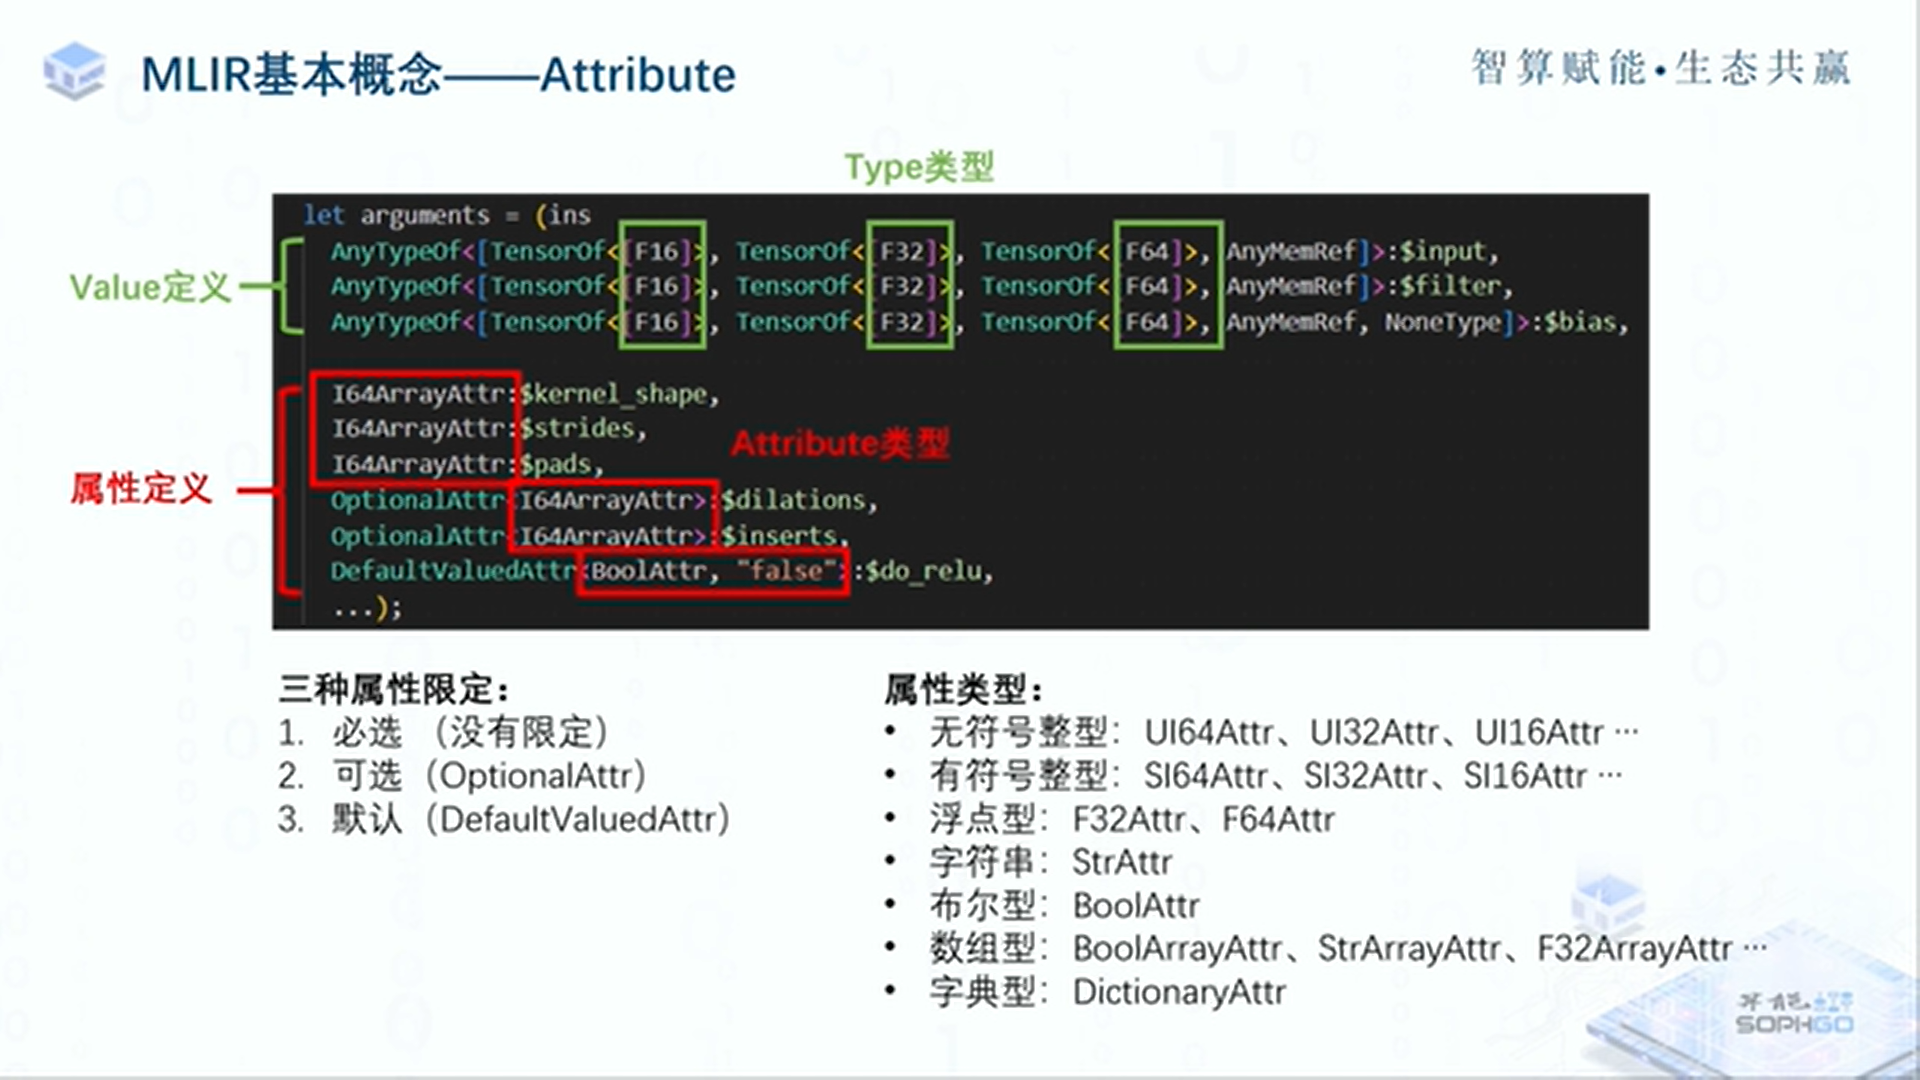 MLIR基本概念——Attribute
智算赋能•生态共赢
Type类型
let arguments = (ins
AnyTypeOf<[TensorOf<[F16]>, TensorOf<[F32]>, TensorOf<[F64]>, AnyMemRef]>:$input,
Value定义
AnyTypeOf<[TensorOf<[F16]>, TensorOf<[F32]>, TensorOf<[F64]>, AnyMemRef]>:$filter,
AnyTypeOf<[TensorOf<[F16]>, TensorOf<[F32]>, TensorOf<[F64]>, AnyMemRef, NoneType]>:$bias,
I64ArrayAttr:$kernel_shape,
I64ArrayAttr:$strides,
Attribute类型
I64ArrayAttr:$pads,
属性定义
OptionalAttr<I64ArrayAttr>:$dilations,
OptionalAttr<I64ArrayAttr>:$inserts,
DefaultValuedAttr<BoolAttr, "false">:$do_relu,
...);
三种属性限定：
1. 必选 （没有限定）
2. 可选（OptionalAttr）
3. 默认（DefaultValuedAttr）
属性类型：
• 无符号整型：UI64Attr、UI32Attr、UI16Attr …
• 有符号整型：SI64Attr、SI32Attr、SI16Attr …
• 浮点型：F32Attr、F64Attr
• 字符串：StrAttr
• 布尔型：BoolAttr
• 数组型：BoolArrayAttr、StrArrayAttr、F32ArrayAttr …
• 字典型：DictionaryAttr
SOPHGO